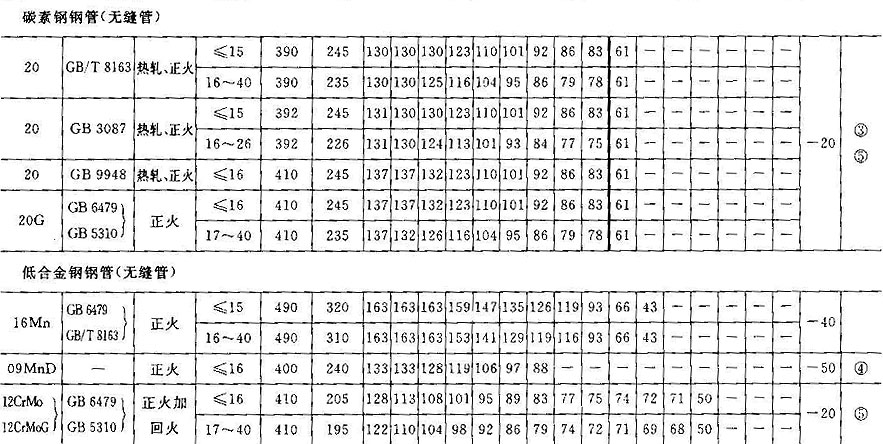 碳素钢钢管(无缝管)
20 GB/T 8163 热轧、正火 ≤15 390 245 130 130 130 123 110 101 92 86 83 61 — — — — — —
16~40 390 235 130 130 125 116 104 95 86 79 78 61 — — — — — —
20 GB 3087 热轧、正火 ≤15 392 245 131 130 130 123 110 101 92 86 83 61 — — — — — —
16~26 392 226 131 130 124 113 101 93 84 77 75 61 — — — — — —
−20 ③ ⑤
20 GB 9948 热轧、正火 ≤16 410 245 137 137 132 123 110 101 92 86 83 61 — — — — — —
20G GB 6479 GB 5310 正火 ≤16 410 245 137 137 132 123 110 101 92 86 83 61 — — — — — —
17~40 410 235 137 132 126 116 104 95 86 79 78 61 — — — — — —
低合金钢钢管(无缝管)
16Mn GB 6479 GB/T 8163 正火 ≤15 490 320 163 163 163 159 147 135 126 119 93 66 43 — — — — — −40
16~40 490 310 163 163 163 153 141 129 119 116 93 66 43 — — — — —
09MnD — 正火 ≤16 400 240 133 133 128 119 106 97 88 — — — — — — — — — −50 ④
12CrMo 12CrMoG GB 6479 GB 5310 正火加回火 ≤16 410 205 128 113 108 101 95 89 83 77 75 74 72 71 50 — — — −20 ⑤
17~40 410 195 122 110 104 98 92 86 79 74 72 71 69 68 50 — — —